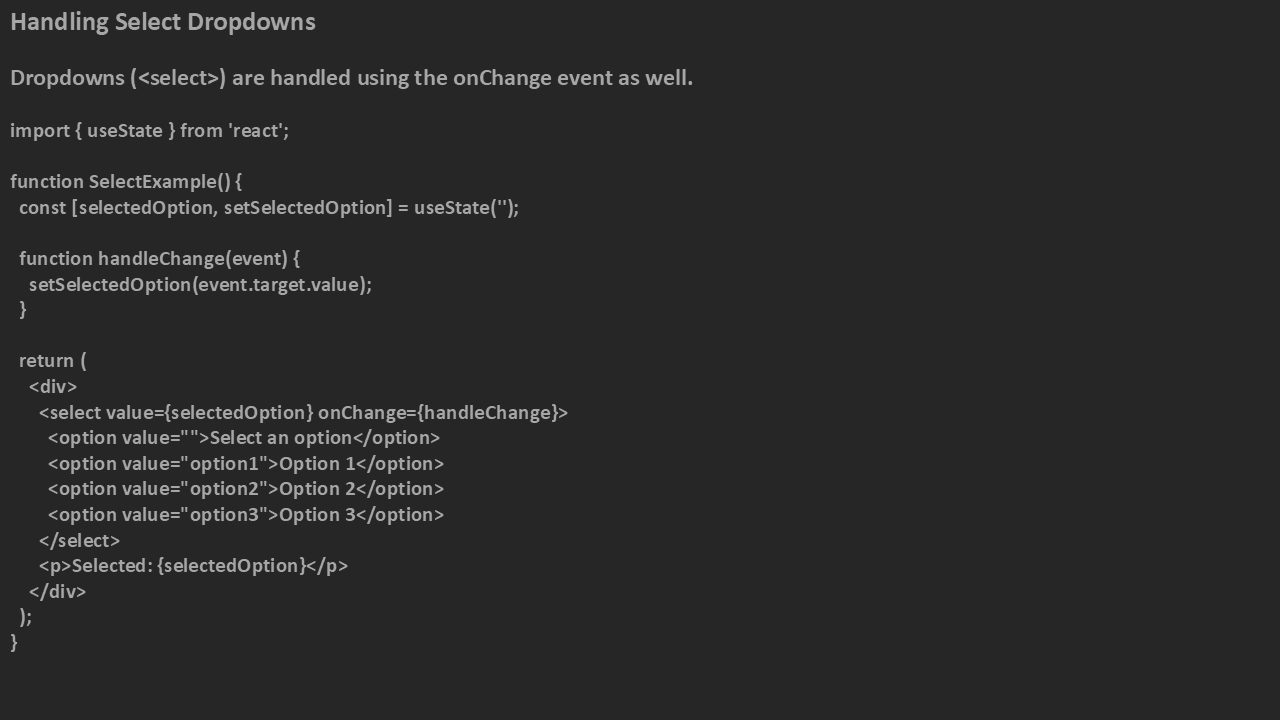 Handling Select Dropdowns
Dropdowns (<select>) are handled using the onChange event as well.
import { useState } from 'react';
function SelectExample() {
  const [selectedOption, setSelectedOption] = useState('');
  function handleChange(event) {
    setSelectedOption(event.target.value);
  }
  return (
    <div>
      <select value={selectedOption} onChange={handleChange}>
        <option value="">Select an option</option>
        <option value="option1">Option 1</option>
        <option value="option2">Option 2</option>
        <option value="option3">Option 3</option>
      </select>
      <p>Selected: {selectedOption}</p>
    </div>
  );
}